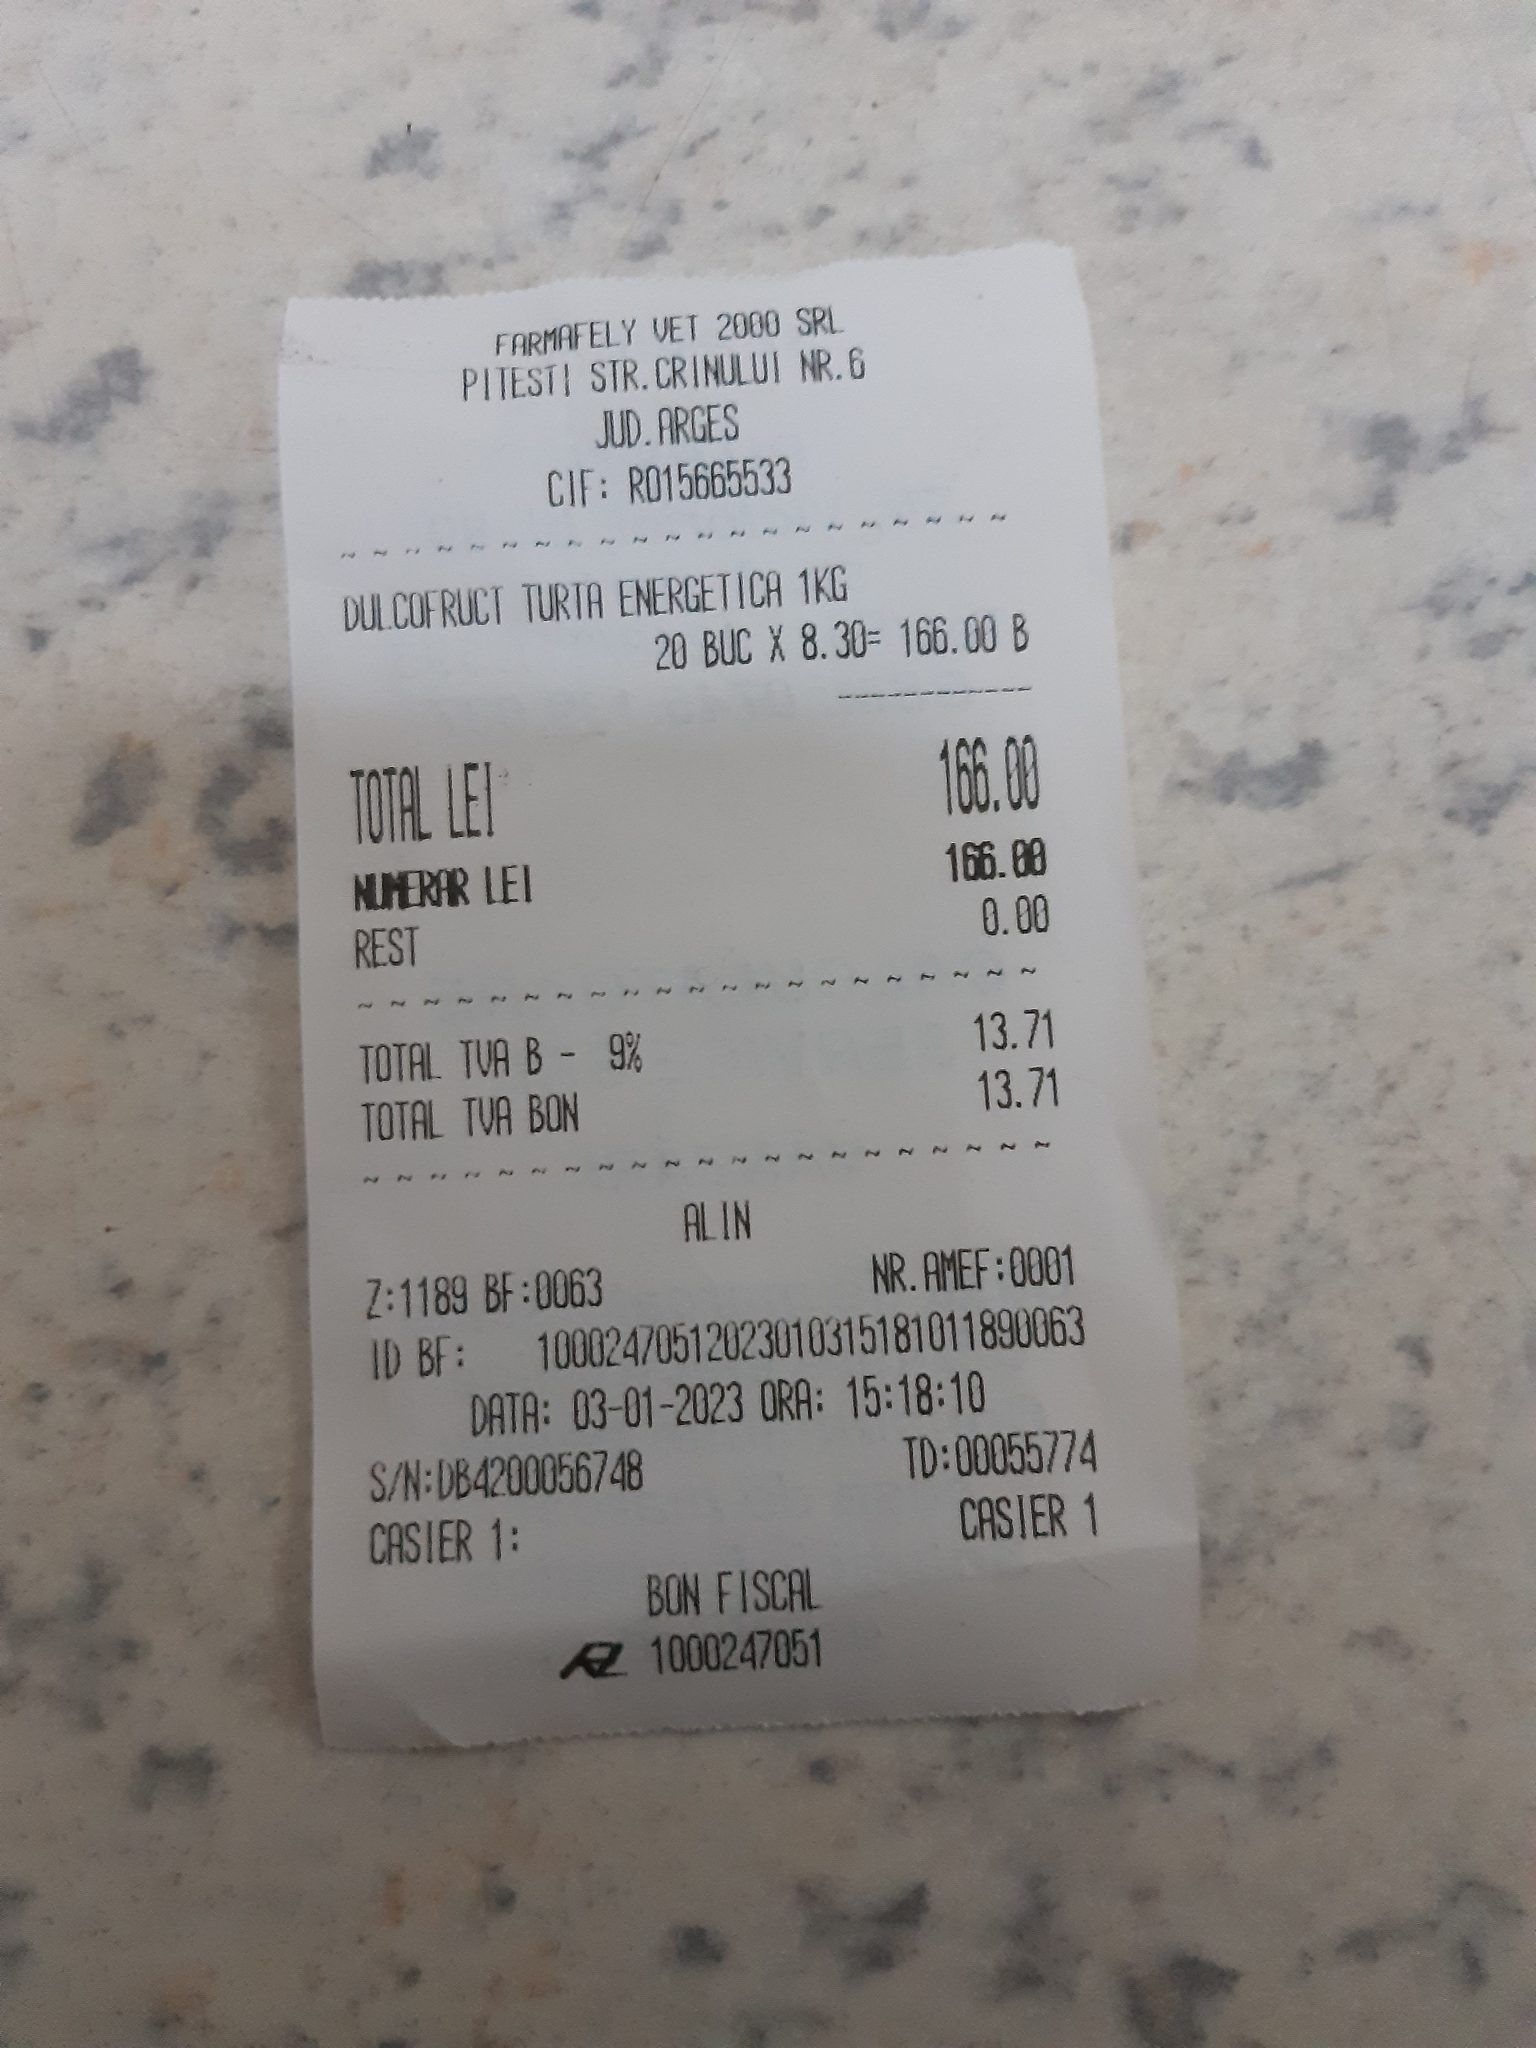 FARMAFELY VET 2000 SRL
PITESTI STR.CRINULUI NR.6
JUD.ARGES
CIF: RO15665533
~ ~ ~ ~ ~ ~ ~ ~ ~ ~ ~ ~ ~ ~ ~ ~ ~ ~ ~ ~ ~
DULCOFRUCT TURTA ENERGETICA 1KG
20 BUC X 8.30= 166.00 B
------------
TOTAL LEI 166.00
NUMERAR LEI 166.00
REST 0.00
~ ~ ~ ~ ~ ~ ~ ~ ~ ~ ~ ~ ~ ~ ~ ~ ~ ~ ~ ~ ~
TOTAL TVA B - 9% 13.71
TOTAL TVA BON 13.71
~ ~ ~ ~ ~ ~ ~ ~ ~ ~ ~ ~ ~ ~ ~ ~ ~ ~ ~ ~ ~
ALIN
Z:1189 BF:0063 NR.AMEF:0001
ID BF: 10002470512023010315181011890063
DATA: 03-01-2023 ORA: 15:18:10
S/N:DB4200056748 TD:00055774
CASIER 1: CASIER 1
BON FISCAL
1000247051